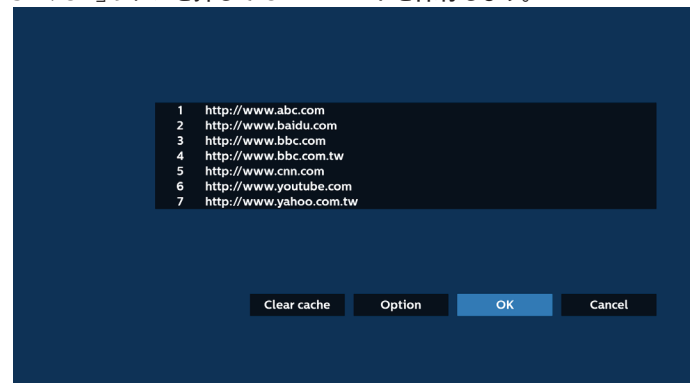 1 http://www.abc.com
2 http://www.baidu.com
3 http://www.bbc.com
4 http://www.bbc.com.tw
5 http://www.cnn.com
6 http://www.youtube.com
7 http://www.yahoo.com.tw
Clear cache Option OK Cancel